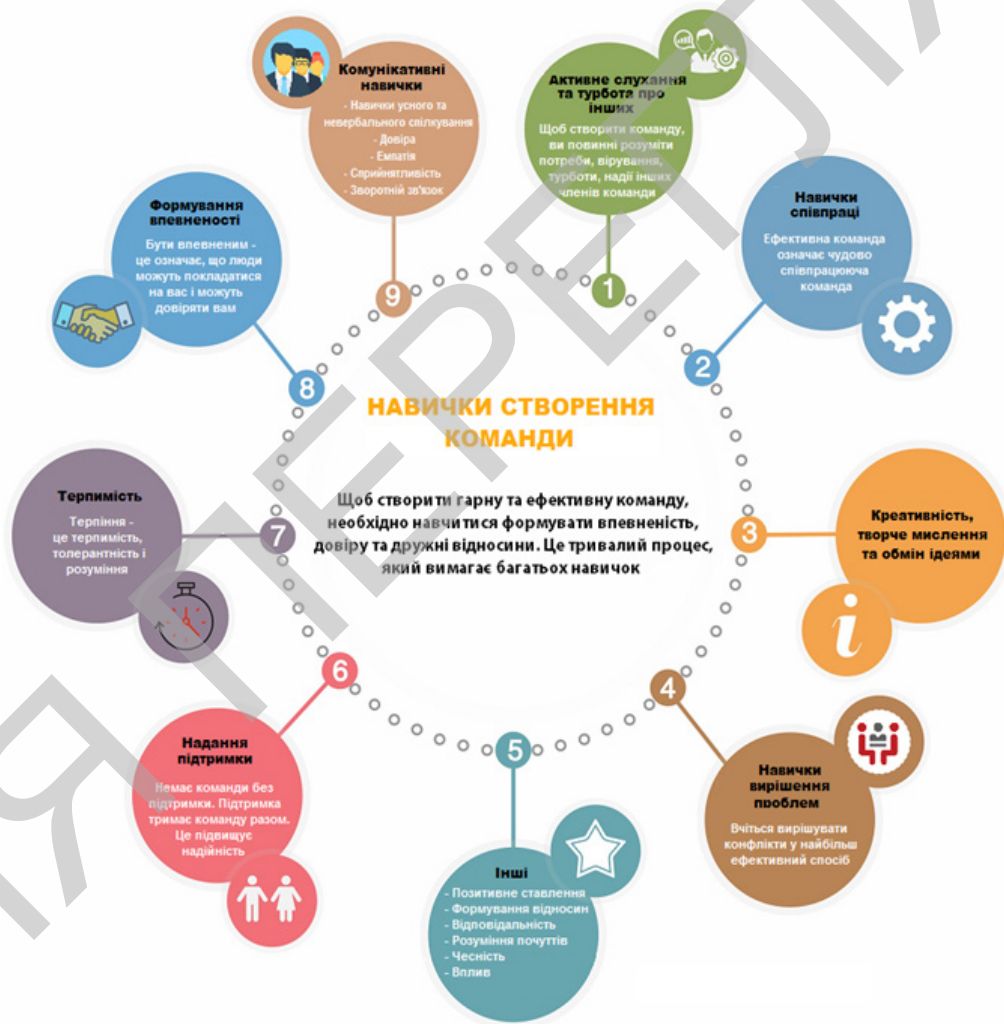 НАВИЧКИ СТВОРЕННЯ
КОМАНДИ
Щоб створити гарну та ефективну команду,
необхідно навчитися формувати впевненість,
довіру та дружні відносини. Це тривалий процес,
який вимагає багатьох навичок
1
Активне слухання
та турбота про
інших
Щоб створити команду,
ви повинні розуміти
потреби, вірування,
турботи, надії інших
членів команди
2
Навички
співпраці
Ефективна команда
означає чудово
співпрацююча
команда
3
Креативність,
творче мислення
та обмін ідеями
i
4
Навички
вирішення
проблем
Вчіться вирішувати
конфлікти у найбільш
ефективний спосіб
5
Інші
- Позитивне ставлення
- Формування відносин
- Відповідальність
- Розуміння почуттів
- Чесність
- Вплив
6
Надання
підтримки
Немає команди без
підтримки. Підтримка
тримає команду разом.
Це підвищує
надійність
7
Терпимість
Терпіння -
це терпимість,
толерантність і
розуміння
8
Формування
впевненості
Бути впевненим -
це означає, що люди
можуть покладатися
на вас і можуть
довіряти вам
9
Комунікативні
навички
- Навички усного та
невербального спілкування
- Довіра
- Емпатія
- Сприйнятливість
- Зворотній зв'язок